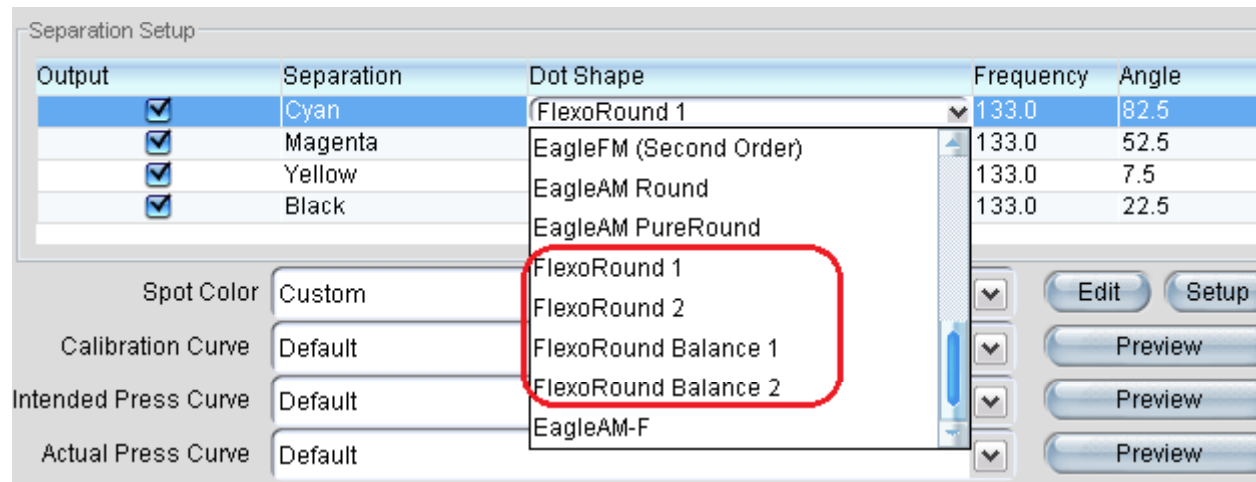 Separation Setup
Output Separation Dot Shape Frequency Angle
Cyan FlexoRound 1 133.0 82.5
Magenta 133.0 52.5
Yellow 133.0 7.5
Black 133.0 22.5
EagleFM (Second Order)
EagleAM Round
EagleAM PureRound
FlexoRound 1
FlexoRound 2
FlexoRound Balance 1
FlexoRound Balance 2
EagleAM-F
Spot Color Custom Edit Setup
Calibration Curve Default Preview
Intended Press Curve Default Preview
Actual Press Curve Default Preview